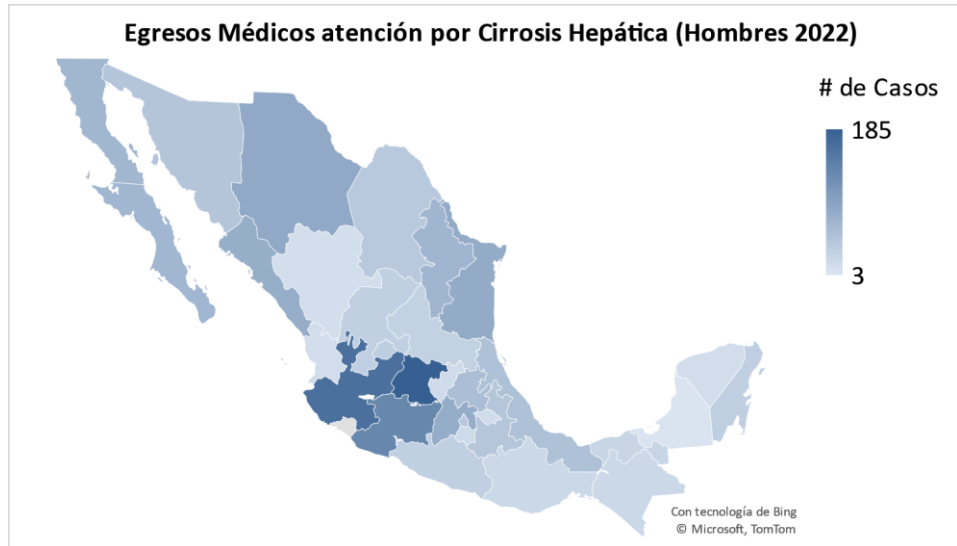 Egresos Médicos atención por Cirrosis Hepática (Hombres 2022)
# de Casos
185
3
Con tecnología de Bing
© Microsoft, TomTom